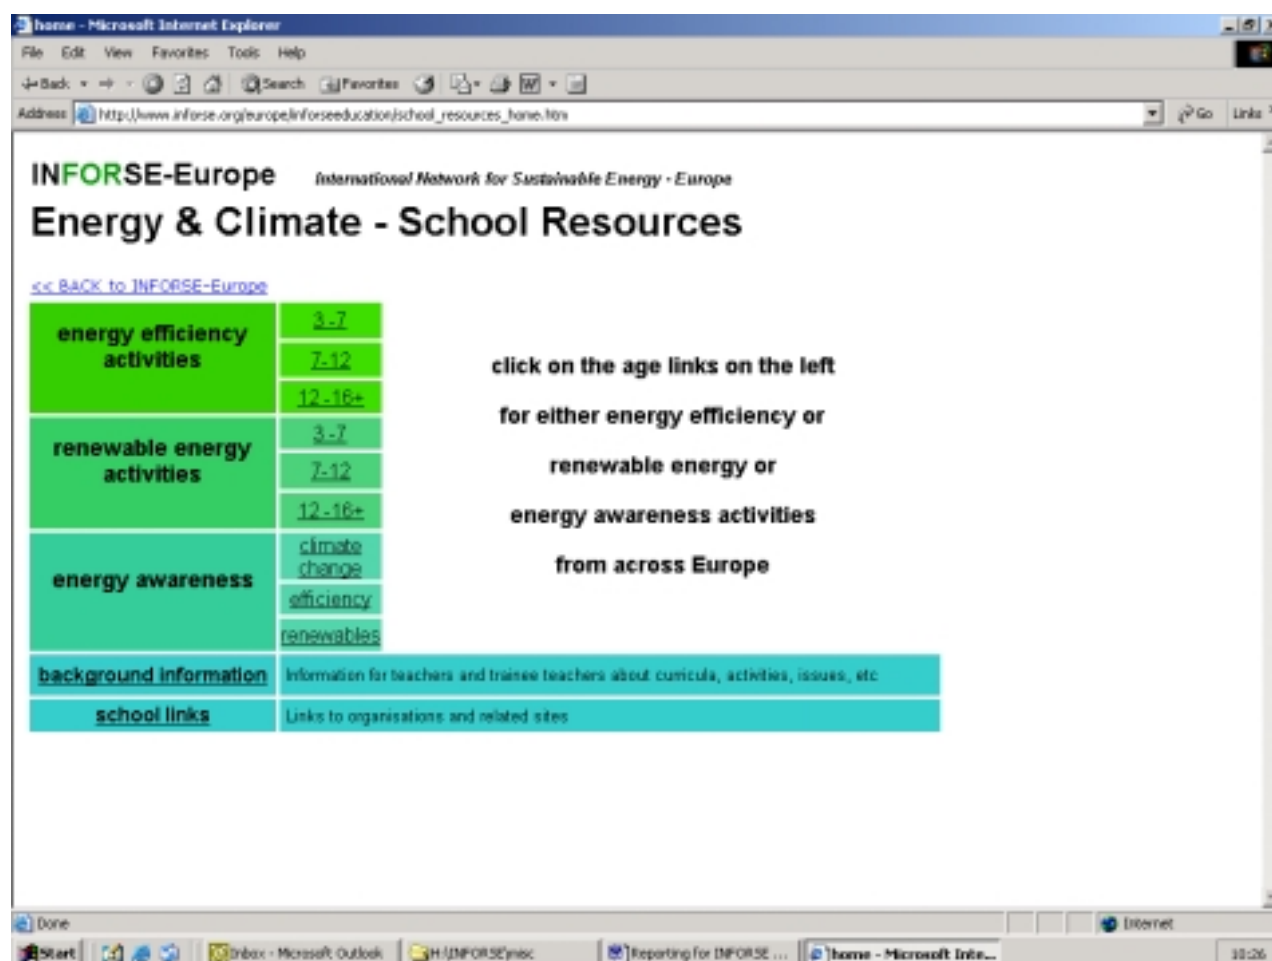 home - Microsoft Internet Explorer
File Edit View Favorites Tools Help
Back Search Favorites
Address http://www.inforse.org/europe/inforseeducation/school_resources_home.htm Go Links
INFORSE-Europe International Network for Sustainable Energy - Europe
Energy & Climate - School Resources
<< BACK to INFORSE-Europe
energy efficiency
activities
3-7
7-12
12-16+
renewable energy
activities
3-7
7-12
12-16+
energy awareness
climate
change
efficiency
renewables
click on the age links on the left
for either energy efficiency or
renewable energy or
energy awareness activities
from across Europe
background information Information for teachers and trainee teachers about curricula, activities, issues, etc
school links Links to organisations and related sites
Done Internet
Start Inbox - Microsoft Outlook H:\INFORSE\misc Reporting for INFORSE ... home - Microsoft Inte... 10:26